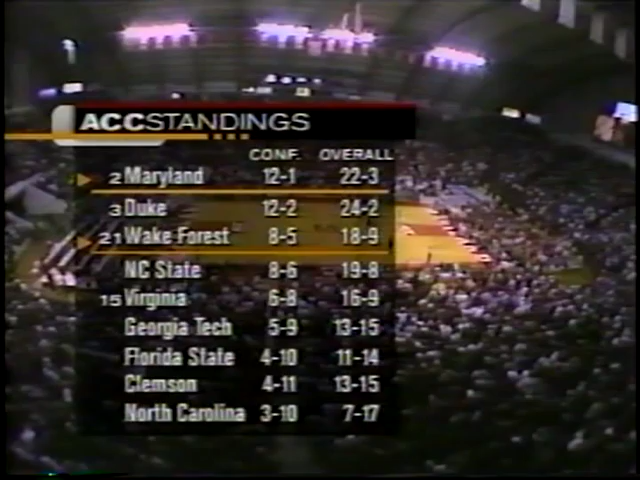 ACCSTANDINGS
CONF. OVERALL
2 Maryland 12-1 22-3
3 Duke 12-2 24-2
21 Wake Forest 8-5 18-9
NC State 8-6 19-8
15 Virginia 6-8 16-9
Georgia Tech 5-9 13-15
Florida State 4-10 11-14
Clemson 4-11 13-15
North Carolina 3-10 7-17